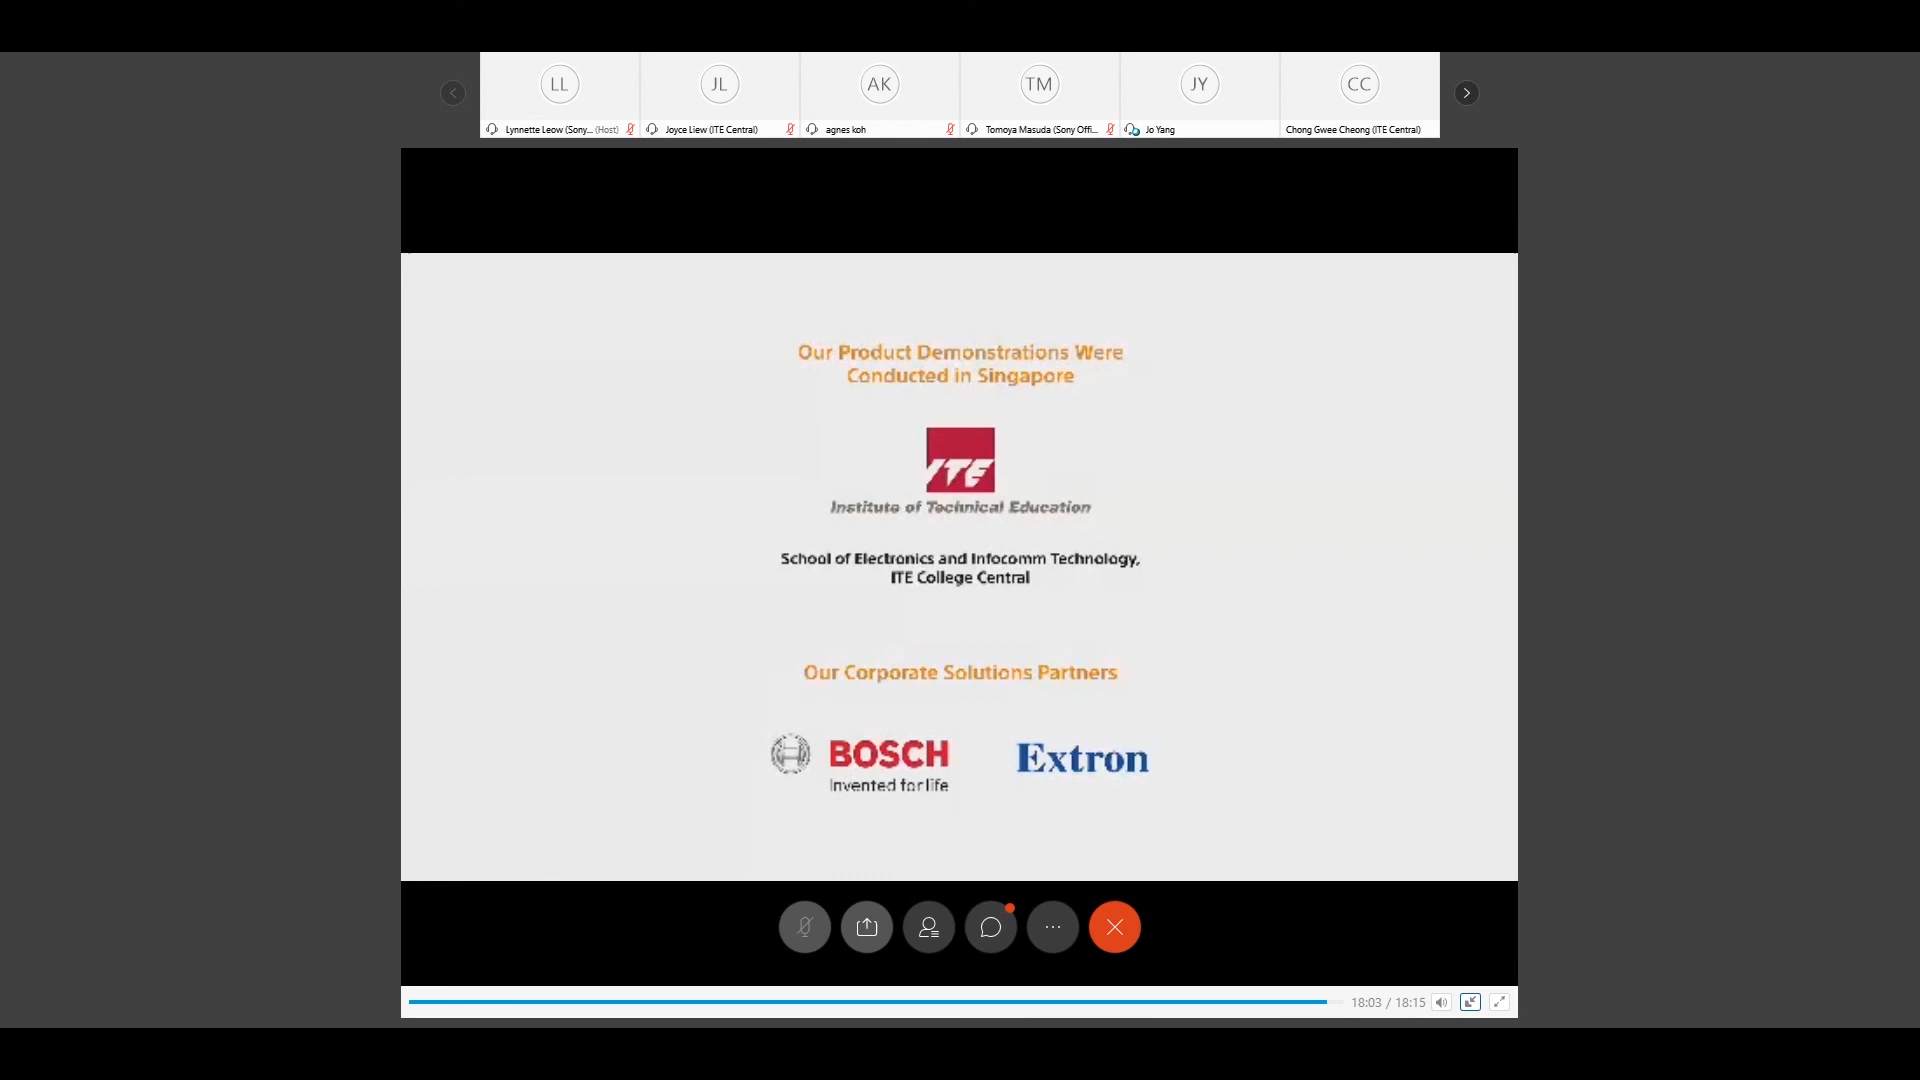 LL
JL
AK
TM
JY
CC
Lynnette Leow (Sony... (Host)
Joyce Liew (ITE Central)
agnes koh
Tomoya Masuda (Sony Offi...
Jo Yang
Chong Gwee Cheong (ITE Central)
Our Product Demonstrations Were
Conducted in Singapore
ITE
Institute of Technical Education
School of Electronics and Infocomm Technology,
ITE College Central
Our Corporate Solutions Partners
BOSCH
Invented for life
Extron
18:03 / 18:15